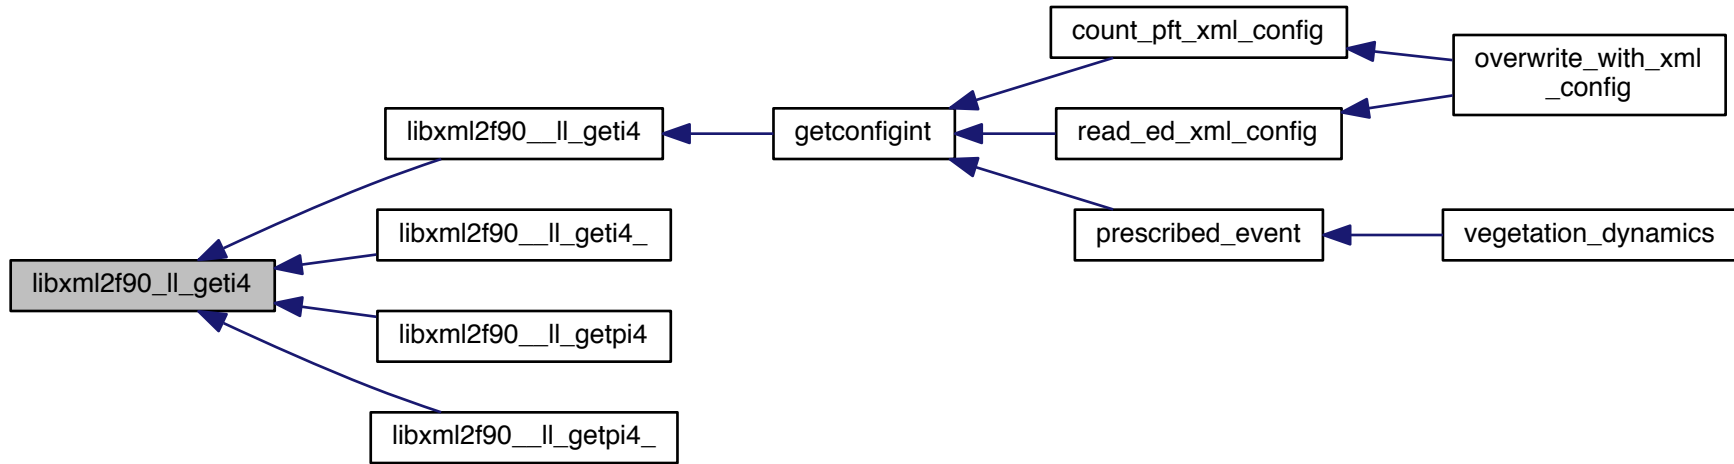 count_pft_xml_config
overwrite_with_xml
_config
libxml2f90__ll_geti4
getconfigint
read_ed_xml_config
libxml2f90__ll_geti4_
prescribed_event
vegetation_dynamics
libxml2f90_ll_geti4
libxml2f90__ll_getpi4
libxml2f90__ll_getpi4_